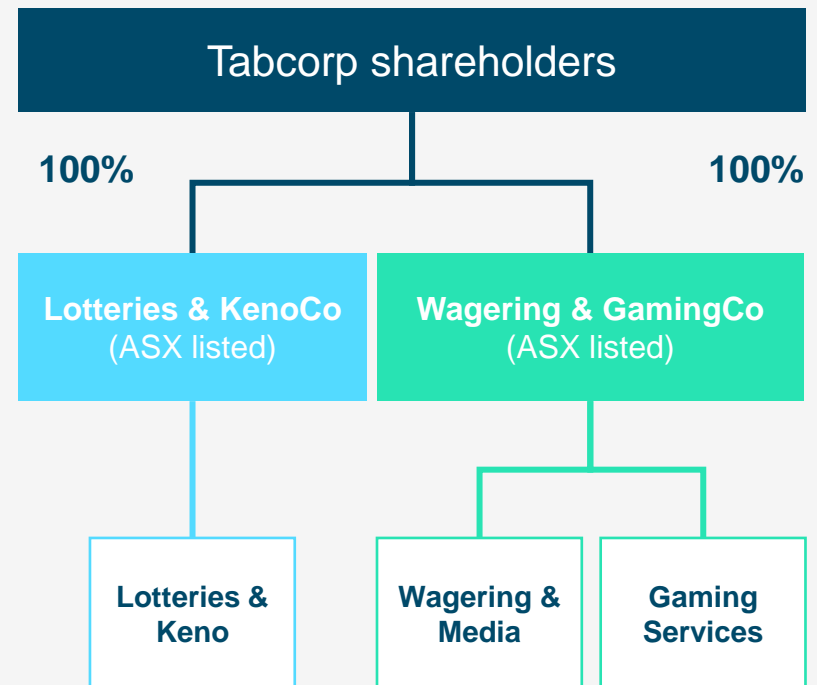 Tabcorp shareholders
100%
100%
Lotteries & KenoCo
(ASX listed)
Wagering & GamingCo
(ASX listed)
Lotteries &
Keno
Wagering &
Media
Gaming
Services